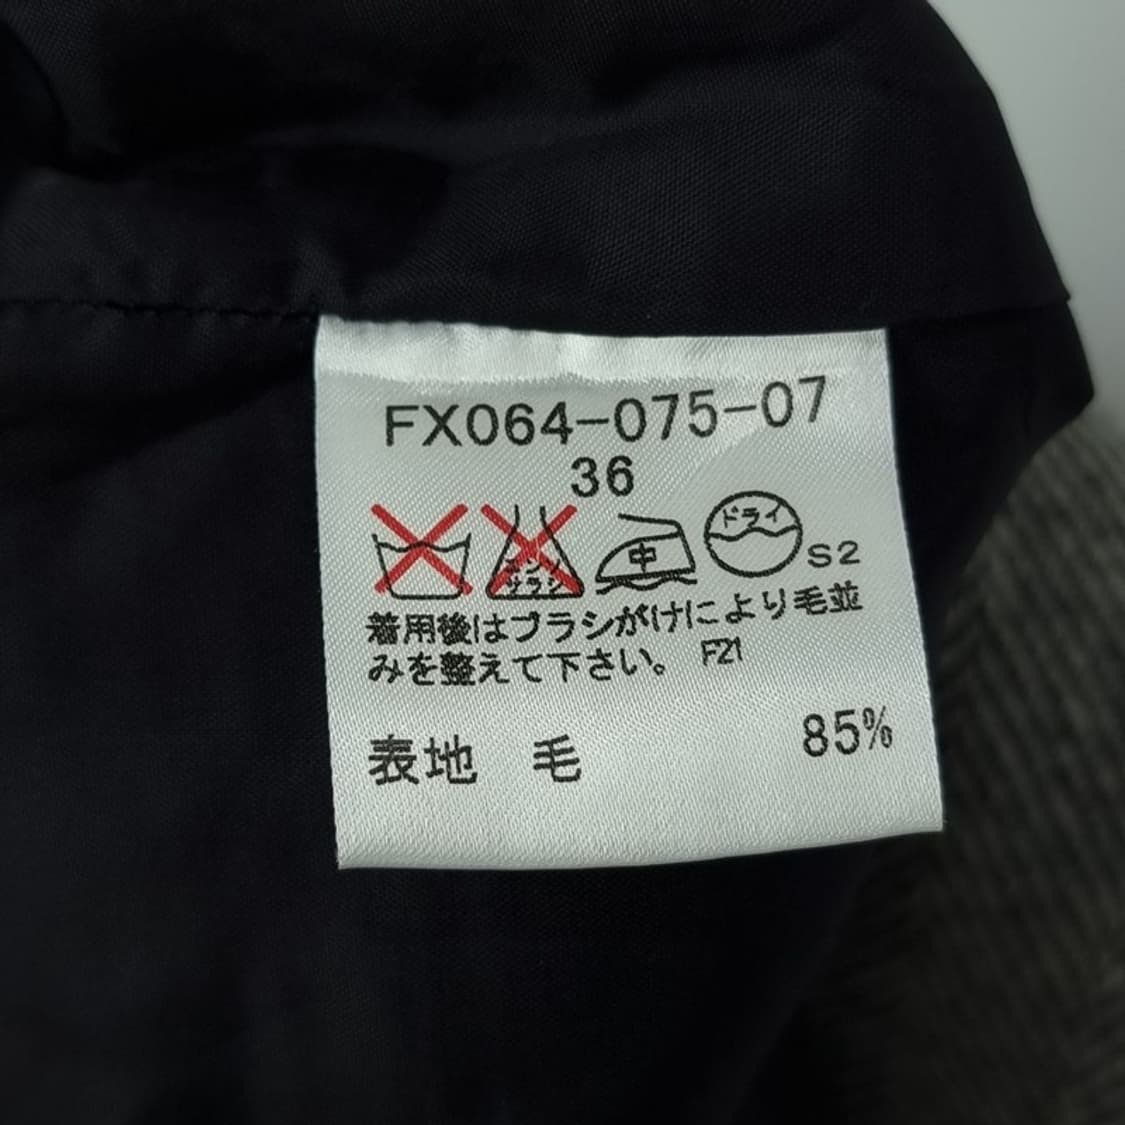 FX064-075-07
36
エンソ
サラシ
中
ドライ
S2
着用後はブラシがけにより毛並
みを整えて下さい。 F21
表地 毛 85%